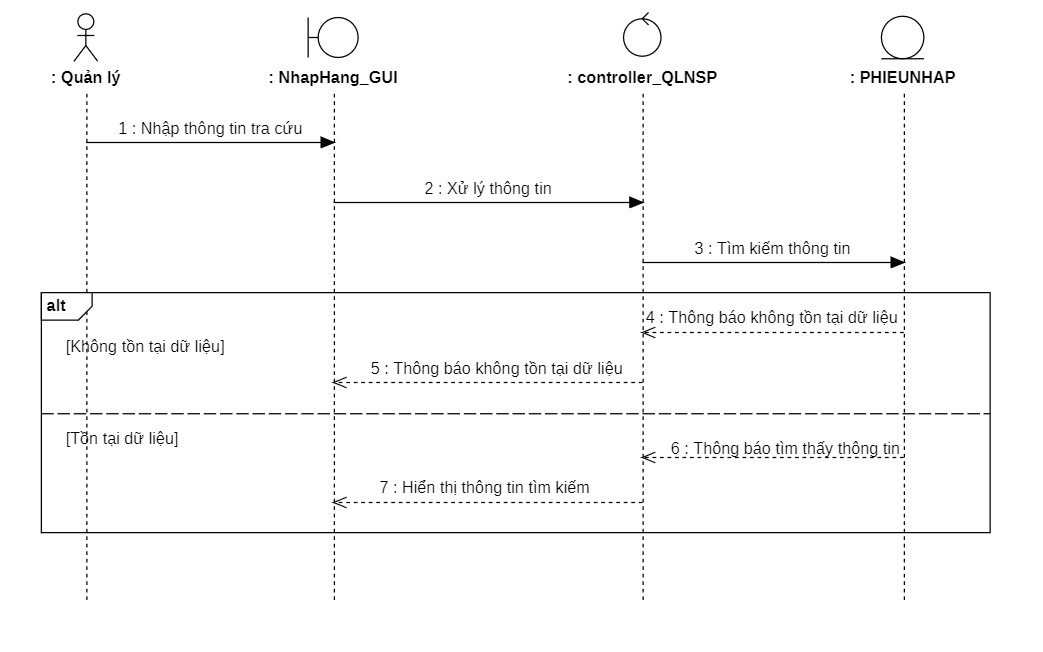 : Quản lý
: NhapHang_GUI
: controller_QLNSP
: PHIEUNHAP
1 : Nhập thông tin tra cứu
2 : Xử lý thông tin
3 : Tìm kiếm thông tin
alt
4 : Thông báo không tồn tại dữ liệu
[Không tồn tại dữ liệu]
5 : Thông báo không tồn tại dữ liệu
[Tồn tại dữ liệu]
6 : Thông báo tìm thấy thông tin
7 : Hiển thị thông tin tìm kiếm